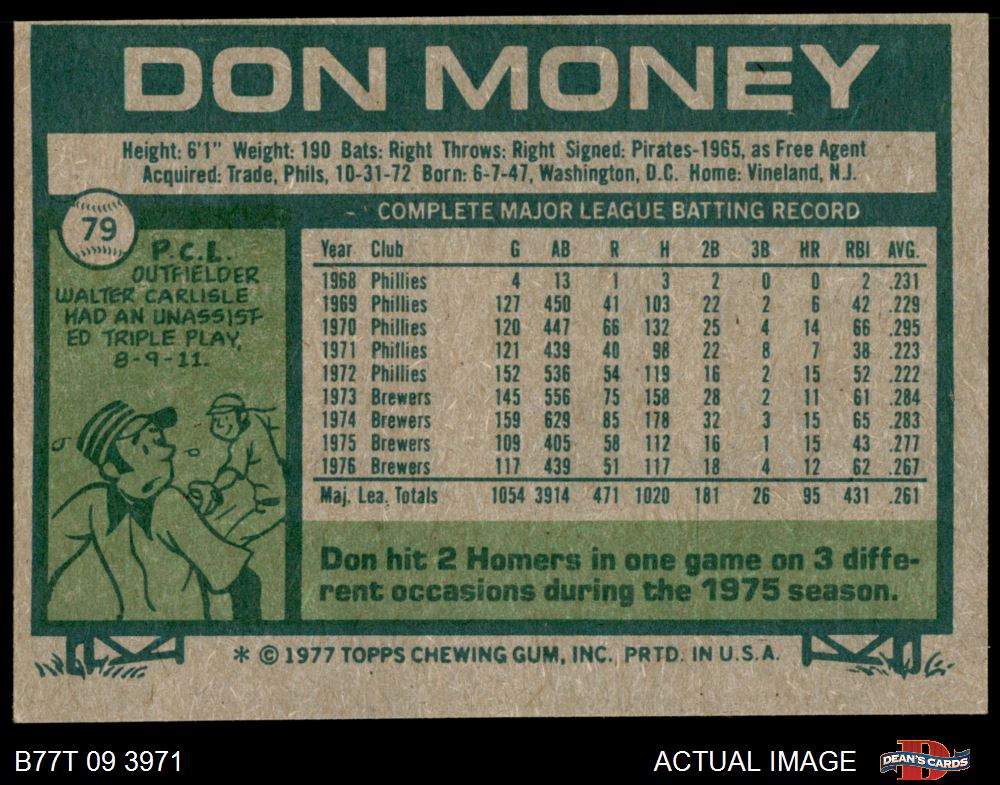 DON MONEY
Height: 6'1" Weight: 190 Bats: Right Throws: Right Signed: Pirates-1965, as Free Agent
Acquired: Trade, Phils, 10-31-72 Born: 6-7-47, Washington, D.C. Home: Vineland, N.J.
79
P.C.L.
OUTFIELDER
WALTER CARLISLE
HAD AN UNASSIST-
ED TRIPLE PLAY,
8-9-11.
COMPLETE MAJOR LEAGUE BATTING RECORD
Year Club G AB R H 2B 3B HR RBI AVG.
1968 Phillies 4 13 1 3 2 0 0 2 .231
1969 Phillies 127 450 41 103 22 2 6 42 .229
1970 Phillies 120 447 66 132 25 4 14 66 .295
1971 Phillies 121 439 40 98 22 8 7 38 .223
1972 Phillies 152 536 54 119 16 2 15 52 .222
1973 Brewers 145 556 75 158 28 2 11 61 .284
1974 Brewers 159 629 85 178 32 3 15 65 .283
1975 Brewers 109 405 58 112 16 1 15 43 .277
1976 Brewers 117 439 51 117 18 4 12 62 .267
Maj. Lea. Totals 1054 3914 471 1020 181 26 95 431 .261
Don hit 2 Homers in one game on 3 diffe-
rent occasions during the 1975 season.
* © 1977 TOPPS CHEWING GUM, INC. PRTD. IN U.S.A.
B77T 09 3971 ACTUAL IMAGE
DEAN'S CARDS